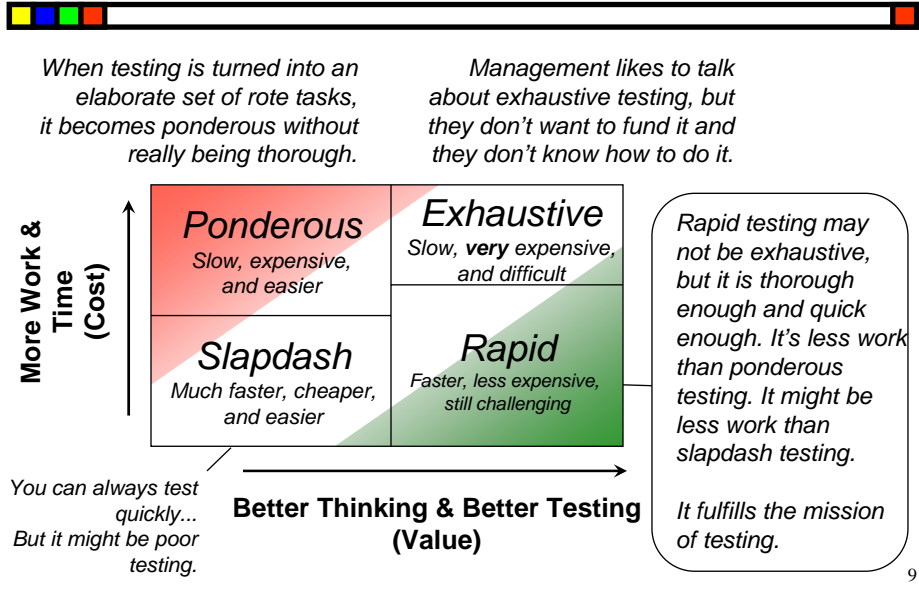 When testing is turned into an
elaborate set of rote tasks,
it becomes ponderous without
really being thorough.
Management likes to talk
about exhaustive testing, but
they don't want to fund it and
they don't know how to do it.
More Work &
Time
(Cost)
Ponderous
Slow, expensive,
and easier
Exhaustive
Slow, very expensive,
and difficult
Slapdash
Much faster, cheaper,
and easier
Rapid
Faster, less expensive,
still challenging
Rapid testing may
not be exhaustive,
but it is thorough
enough and quick
enough. It's less work
than ponderous
testing. It might be
less work than
slapdash testing.
It fulfills the mission
of testing.
You can always test
quickly...
But it might be poor
testing.
Better Thinking & Better Testing
(Value)
9